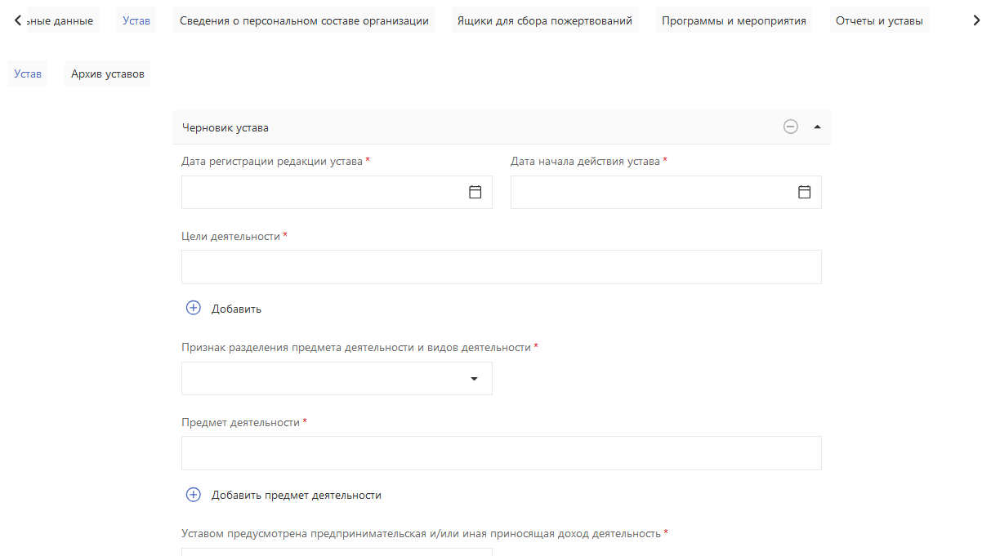 данные Устав Сведения о персональном составе организации Ящики для сбора пожертвований Программы и мероприятия Отчеты и уставы
Устав Архив уставов
Черновик устава
Дата регистрации редакции устава * Дата начала действия устава *
Цели деятельности *
Добавить
Признак разделения предмета деятельности и видов деятельности *
Предмет деятельности *
Добавить предмет деятельности
Уставом предусмотрена предпринимательская и/или иная приносящая доход деятельность *